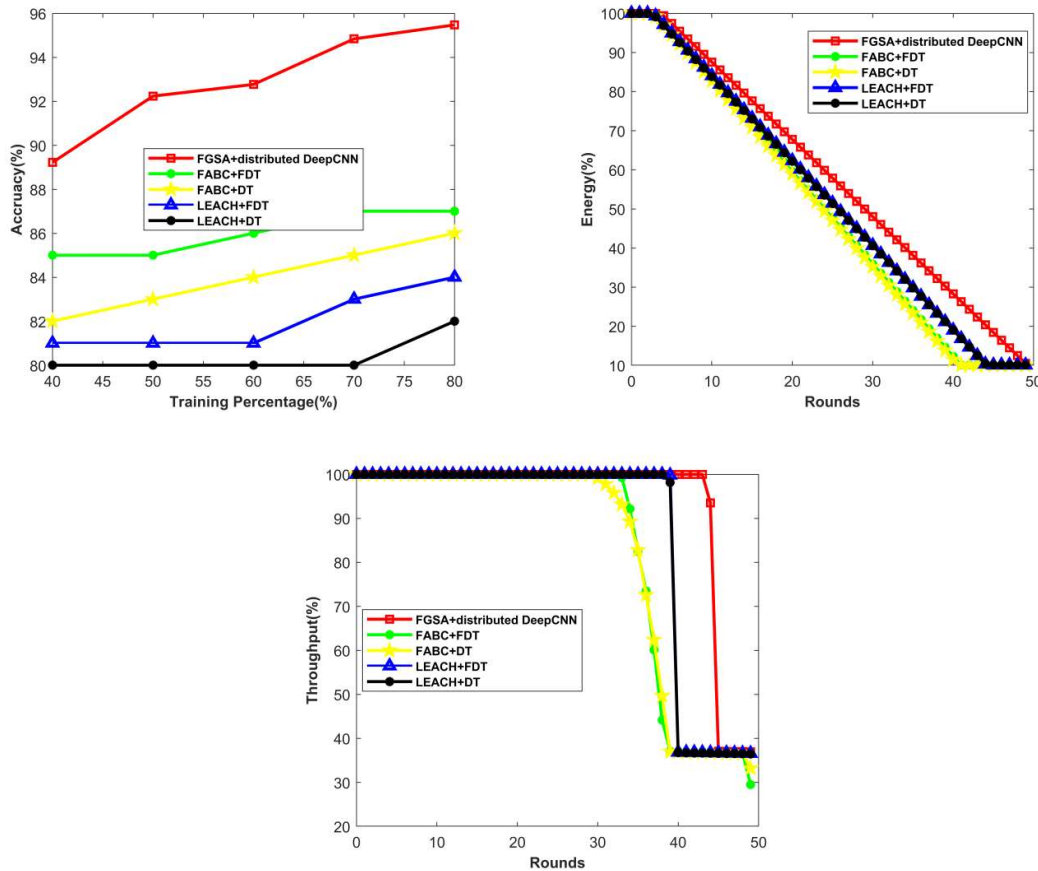 96
94
92
90
88
86
84
82
80
Accruacy(%)
FGSA+distributed DeepCNN
FABC+FDT
FABC+DT
LEACH+FDT
LEACH+DT
40 45 50 55 60 65 70 75 80
Training Percentage(%)
100
90
80
70
60
50
40
30
20
10
Energy(%)
FGSA+distributed DeepCNN
FABC+FDT
FABC+DT
LEACH+FDT
LEACH+DT
0 10 20 30 40 50
Rounds
100
90
80
70
60
50
40
30
20
Throughput(%)
FGSA+distributed DeepCNN
FABC+FDT
FABC+DT
LEACH+FDT
LEACH+DT
0 10 20 30 40 50
Rounds